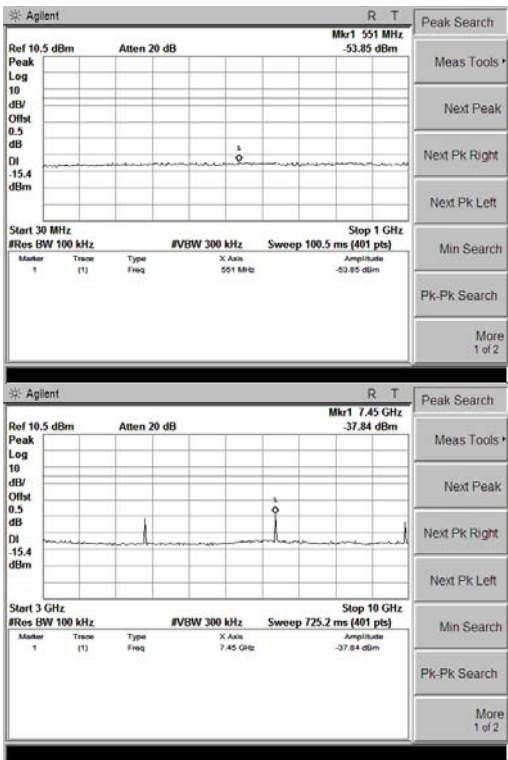 Agilent R T
Peak Search
Mkr1 551 MHz
Ref 10.5 dBm Atten 20 dB -53.85 dBm
Peak
Log
10
dB/
Offst
0.5
dB
DI
-15.4
dBm
1
Start 30 MHz Stop 1 GHz
#Res BW 100 kHz #VBW 300 kHz Sweep 100.5 ms (401 pts)
Marker Trace Type X Axis Amplitude
1 (1) Freq 551 MHz -53.85 dBm
Meas Tools
Next Peak
Next Pk Right
Next Pk Left
Min Search
Pk-Pk Search
More
1 of 2
Agilent R T
Peak Search
Mkr1 7.45 GHz
Ref 10.5 dBm Atten 20 dB -37.84 dBm
Peak
Log
10
dB/
Offst
0.5
dB
DI
-15.4
dBm
1
Start 3 GHz Stop 10 GHz
#Res BW 100 kHz #VBW 300 kHz Sweep 725.2 ms (401 pts)
Marker Trace Type X Axis Amplitude
1 (1) Freq 7.45 GHz -37.84 dBm
Meas Tools
Next Peak
Next Pk Right
Next Pk Left
Min Search
Pk-Pk Search
More
1 of 2